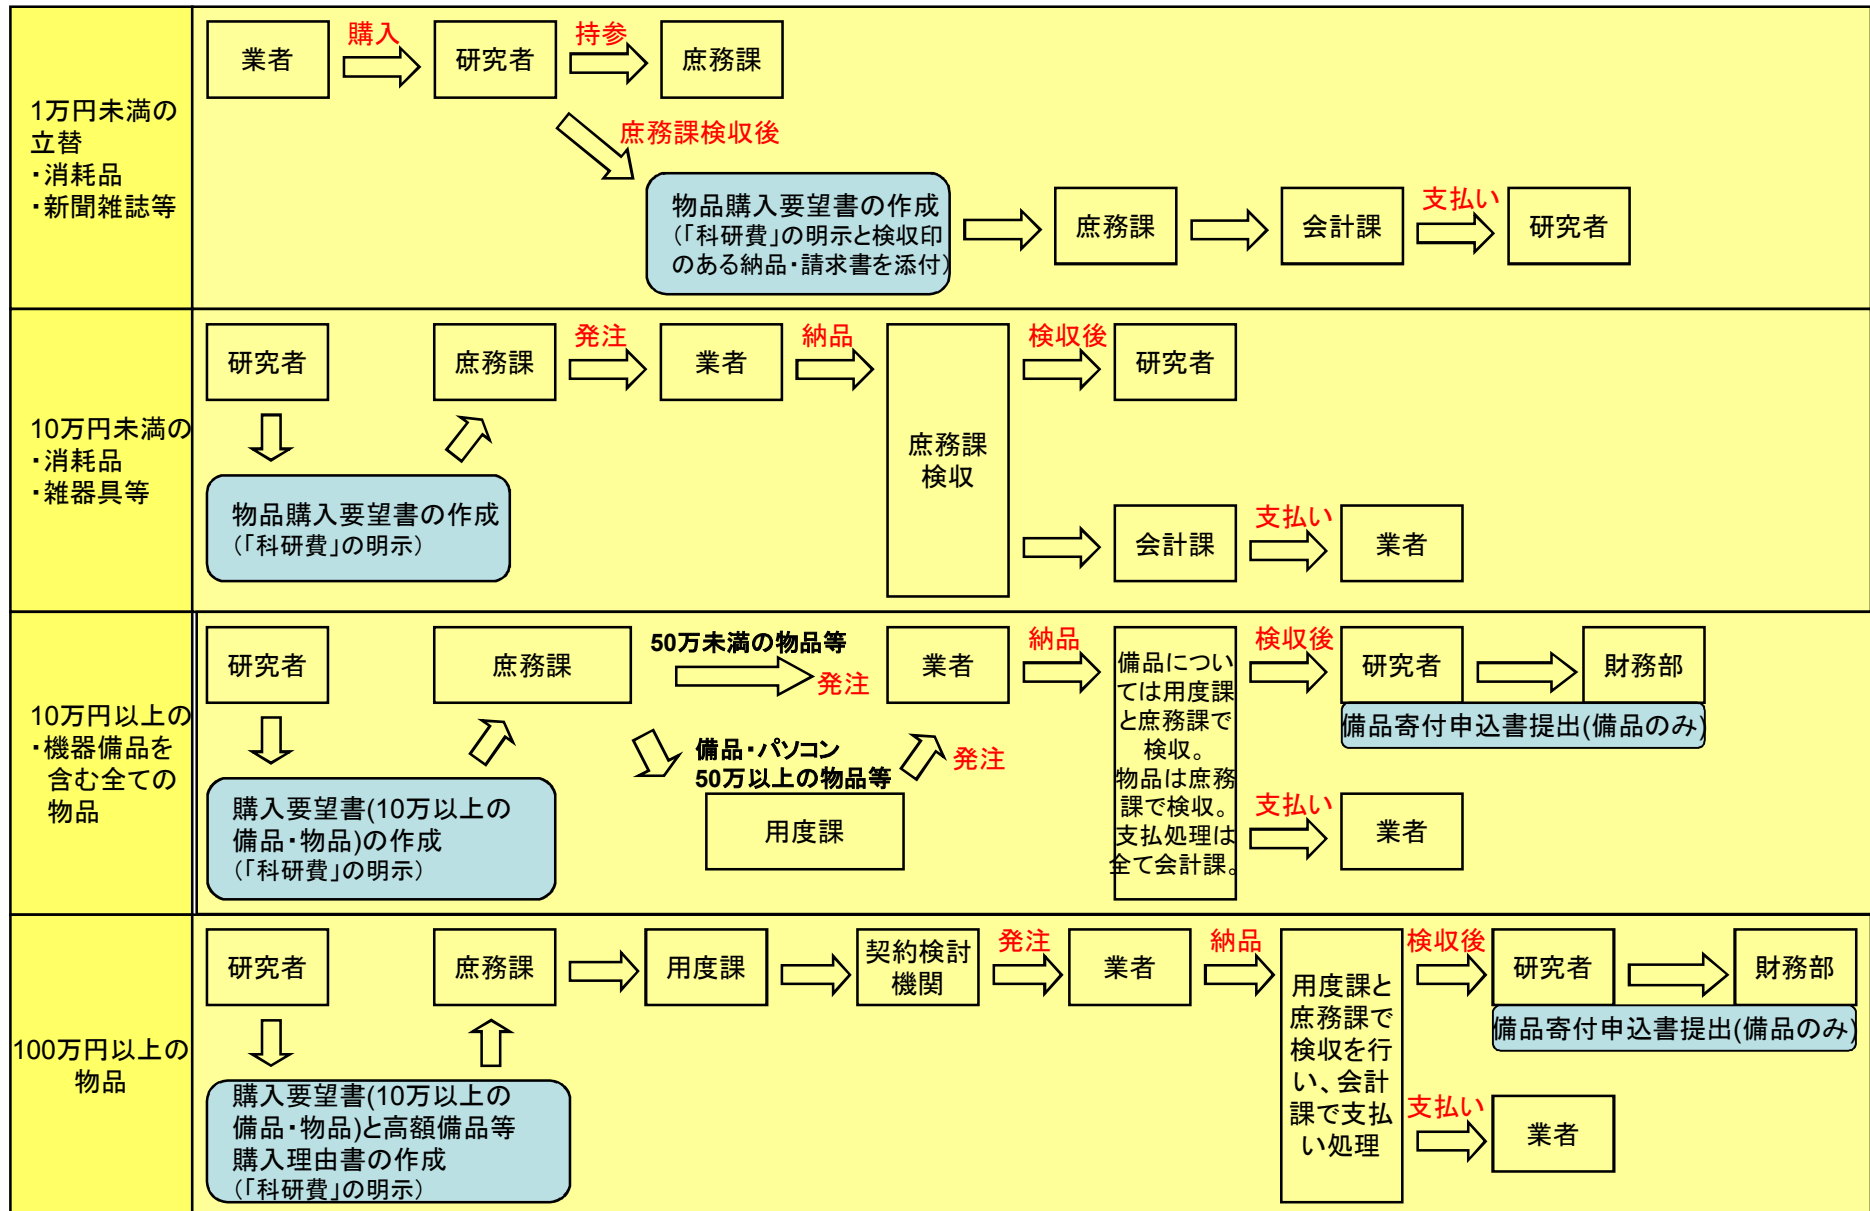 1万円未満の
立替
・消耗品
・新聞雑誌等
業者
購入
研究者
持参
庶務課
庶務課検収後
物品購入要望書の作成
(「科研費」の明示と検収印
のある納品・請求書を添付)
庶務課
会計課
支払い
研究者
10万円未満の
・消耗品
・雑器具等
研究者
物品購入要望書の作成
(「科研費」の明示)
庶務課
発注
業者
納品
庶務課
検収
検収後
研究者
会計課
支払い
業者
10万円以上の
・機器備品を
含む全ての
物品
研究者
購入要望書(10万以上の
備品・物品)の作成
(「科研費」の明示)
庶務課
50万未満の物品等
発注
備品・パソコン
50万以上の物品等
用度課
発注
業者
納品
備品につい
ては用度課
と庶務課で
検収。
物品は庶務
課で検収。
支払処理は
全て会計課。
検収後
研究者
財務部
備品寄付申込書提出(備品のみ)
支払い
業者
100万円以上の
物品
研究者
購入要望書(10万以上の
備品・物品)と高額備品等
購入理由書の作成
(「科研費」の明示)
庶務課
用度課
契約検討
機関
発注
業者
納品
用度課と
庶務課で
検収を行
い、会計
課で支払
い処理
検収後
研究者
財務部
備品寄付申込書提出(備品のみ)
支払い
業者